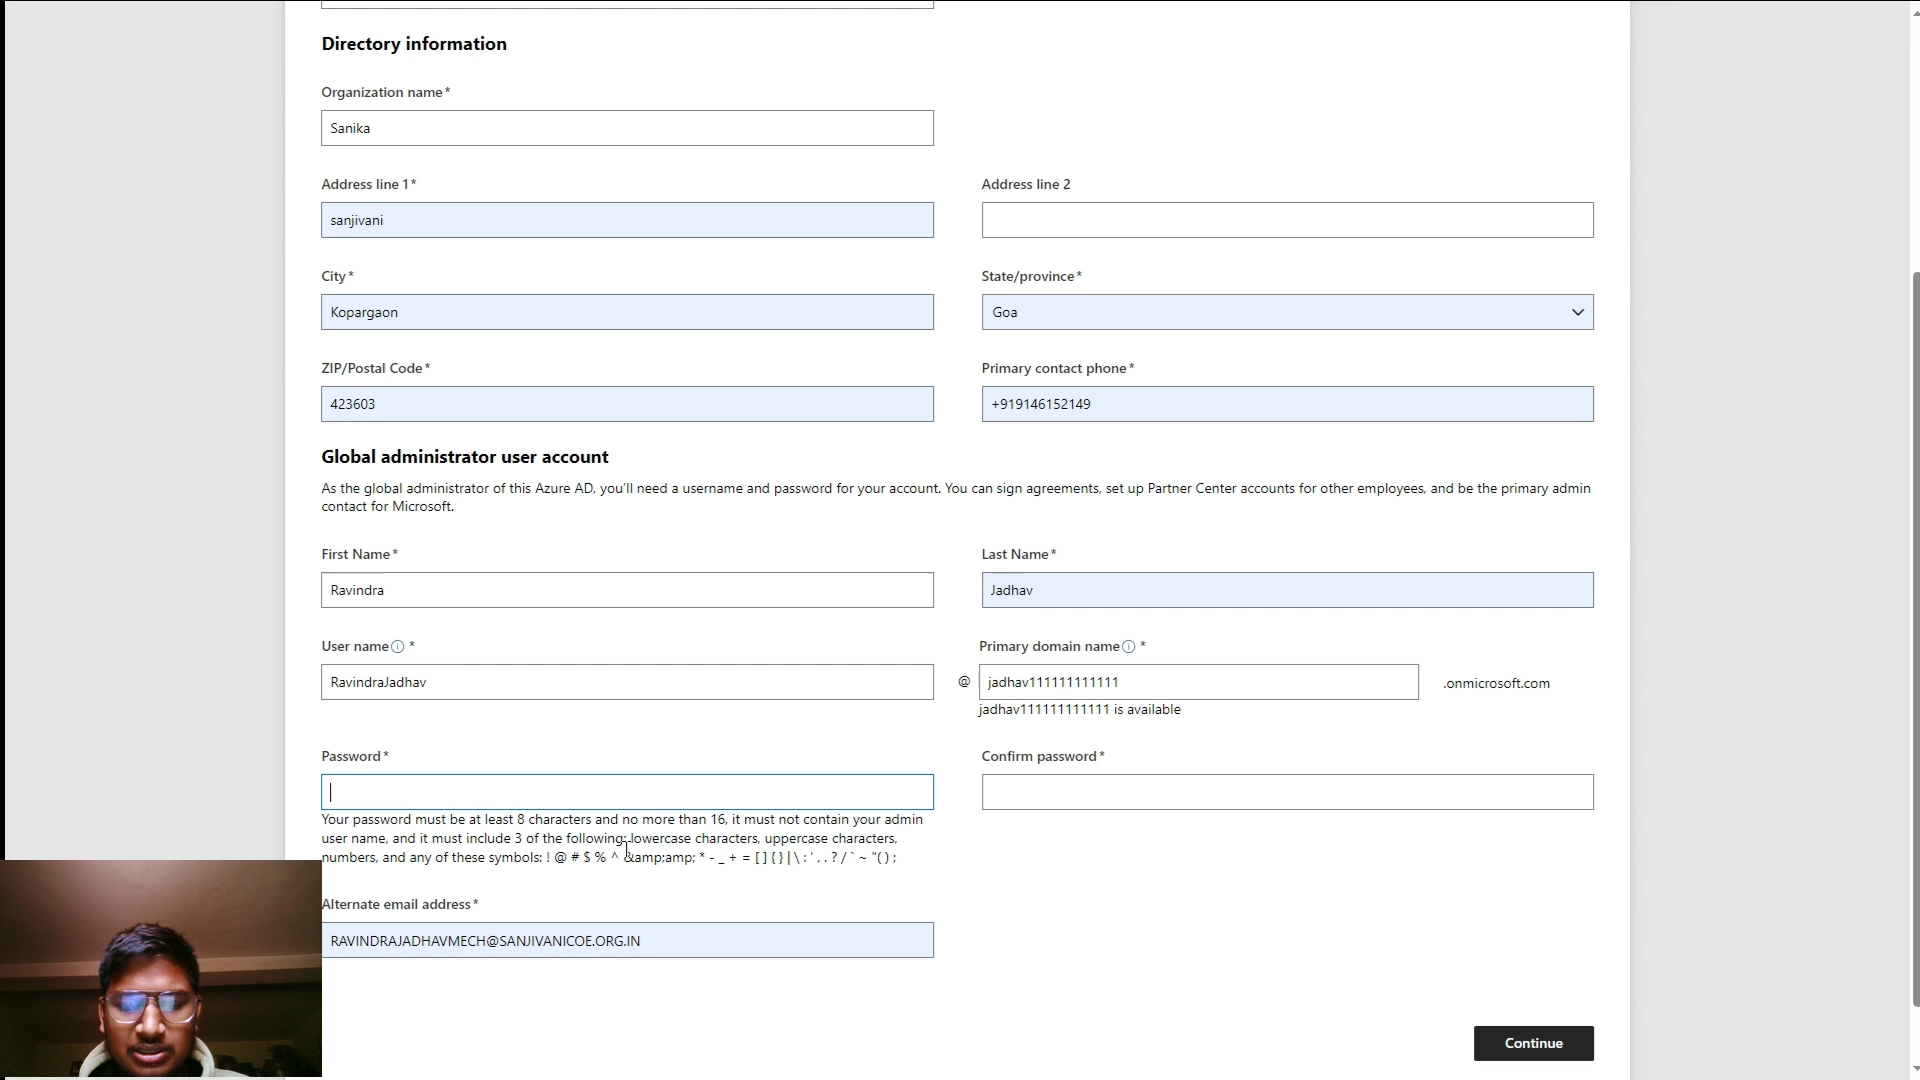 Directory information
Organization name*
Sanika
Address line 1*
Address line 2
sanjivani
City*
State/province*
Kopargaon
Goa
ZIP/Postal Code*
Primary contact phone*
423603
+919146152149
Global administrator user account
As the global administrator of this Azure AD, you'll need a username and password for your account. You can sign agreements, set up Partner Center accounts for other employees, and be the primary admin
contact for Microsoft.
First Name*
Last Name*
Ravindra
Jadhav
User name *
Primary domain name *
RavindraJadhav
@
jadhav111111111111
.onmicrosoft.com
jadhav111111111111 is available
Password*
Confirm password*
Your password must be at least 8 characters and no more than 16, it must not contain your admin
user name, and it must include 3 of the following: lowercase characters, uppercase characters,
numbers, and any of these symbols: ! @ # $ % ^ &amp;amp; * - _ + = [ ] { } | \ : ' , . ? / ` ~ "( ) ;
Alternate email address*
RAVINDRAJADHAVMECH@SANJIVANICOE.ORG.IN
Continue